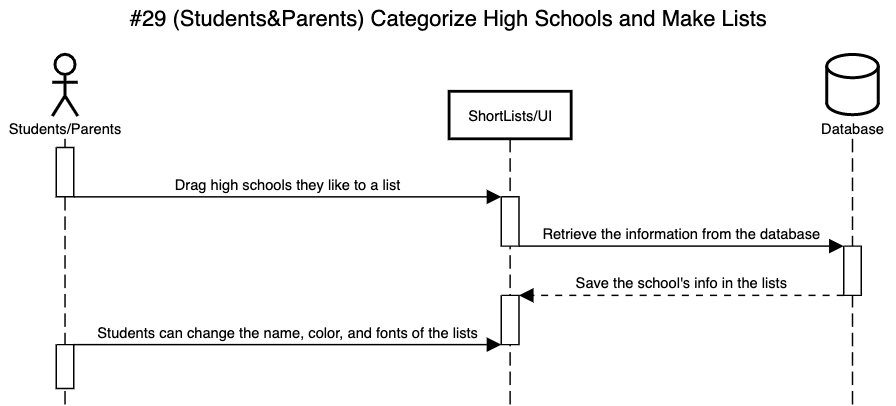 #29 (Students&Parents) Categorize High Schools and Make Lists
Students/Parents
ShortLists/UI
Database
Drag high schools they like to a list
Retrieve the information from the database
Save the school's info in the lists
Students can change the name, color, and fonts of the lists